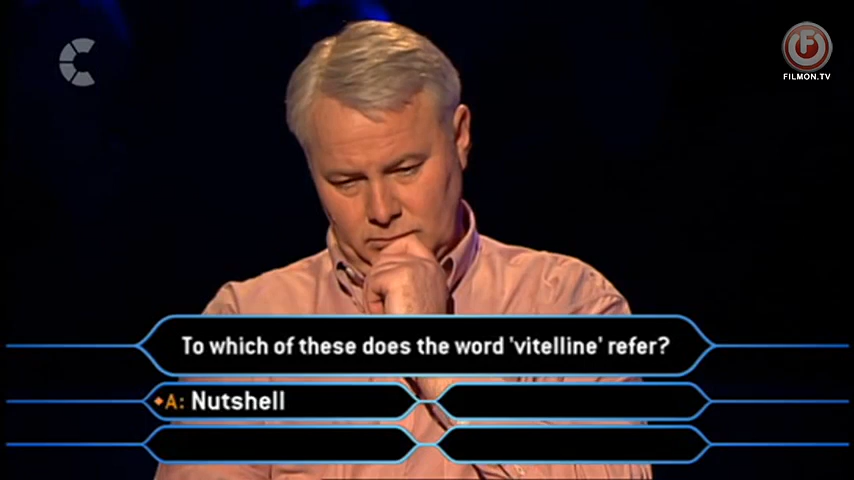 FILMON.TV
To which of these does the word 'vitelline' refer?
A: Nutshell